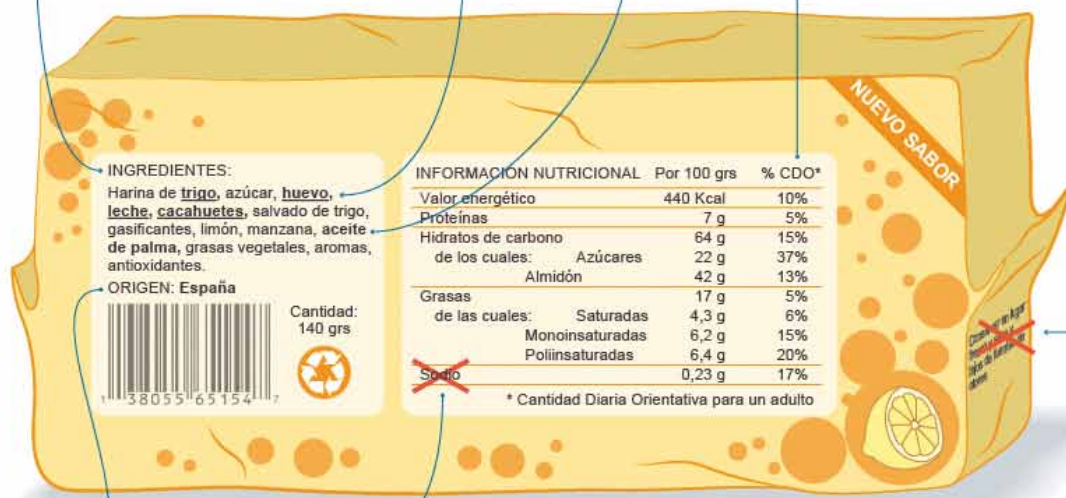 NUEVO SABOR
INGREDIENTES:
Harina de trigo, azúcar, huevo,
leche, cacahuetes, salvado de trigo,
gasificantes, limón, manzana, aceite
de palma, grasas vegetales, aromas,
antioxidantes.
ORIGEN: España
Cantidad:
140 grs
1 38055 65154 7
INFORMACIÓN NUTRICIONAL Por 100 grs % CDO*
Valor energético 440 Kcal 10%
Proteínas 7 g 5%
Hidratos de carbono 64 g 15%
de los cuales: Azúcares 22 g 37%
Almidón 42 g 13%
Grasas 17 g 5%
de las cuales: Saturadas 4,3 g 6%
Monoinsaturadas 6,2 g 15%
Poliinsaturadas 6,4 g 20%
Sodio 0,23 g 17%
* Cantidad Diaria Orientativa para un adulto